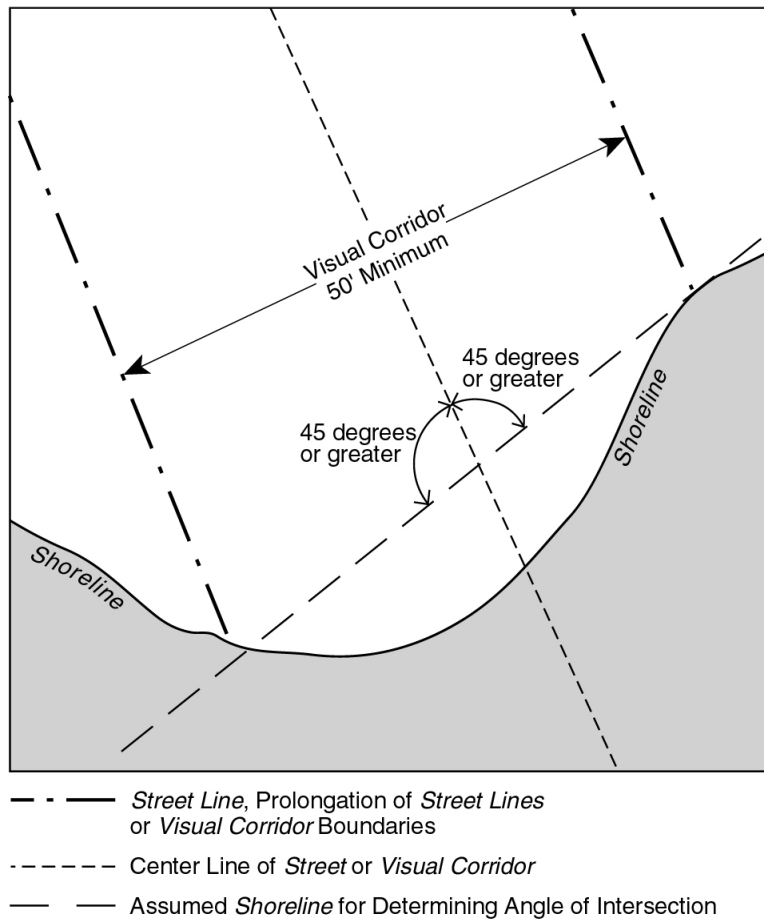 Visual Corridor
50' Minimum
45 degrees
or greater
45 degrees
or greater
Shoreline
Shoreline
Street Line, Prolongation of Street Lines
or Visual Corridor Boundaries
Center Line of Street or Visual Corridor
Assumed Shoreline for Determining Angle of Intersection